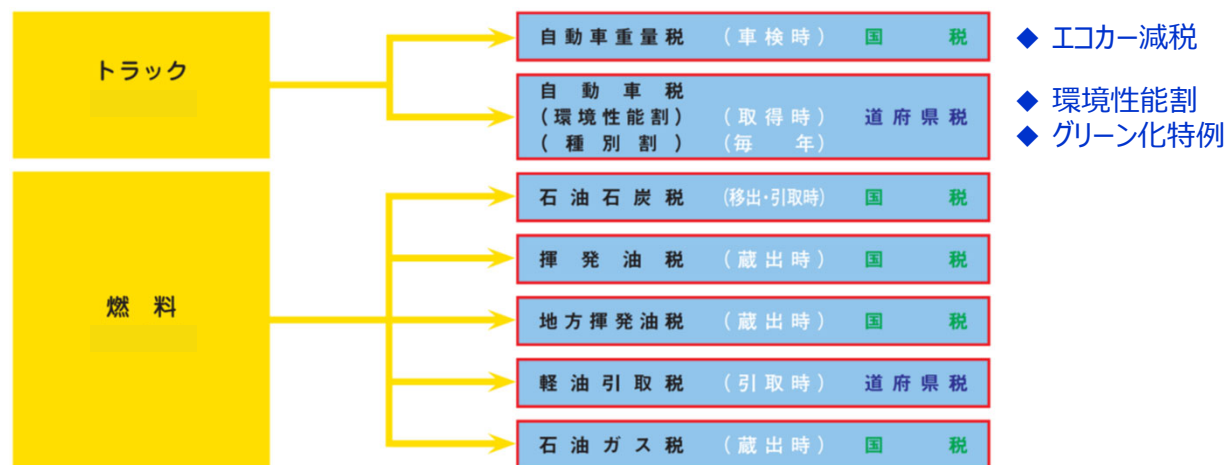 トラック
自動車重量税 （車検時） 国 税
◆ エコカー減税
自動車税
（環境性能割） （取得時） 道府県税
（種別割） （毎 年）
◆ 環境性能割
◆ グリーン化特例
燃 料
石油石炭税 （移出・引取時） 国 税
揮発油税 （蔵出時） 国 税
地方揮発油税 （蔵出時） 国 税
軽油引取税 （引取時） 道府県税
石油ガス税 （蔵出時） 国 税